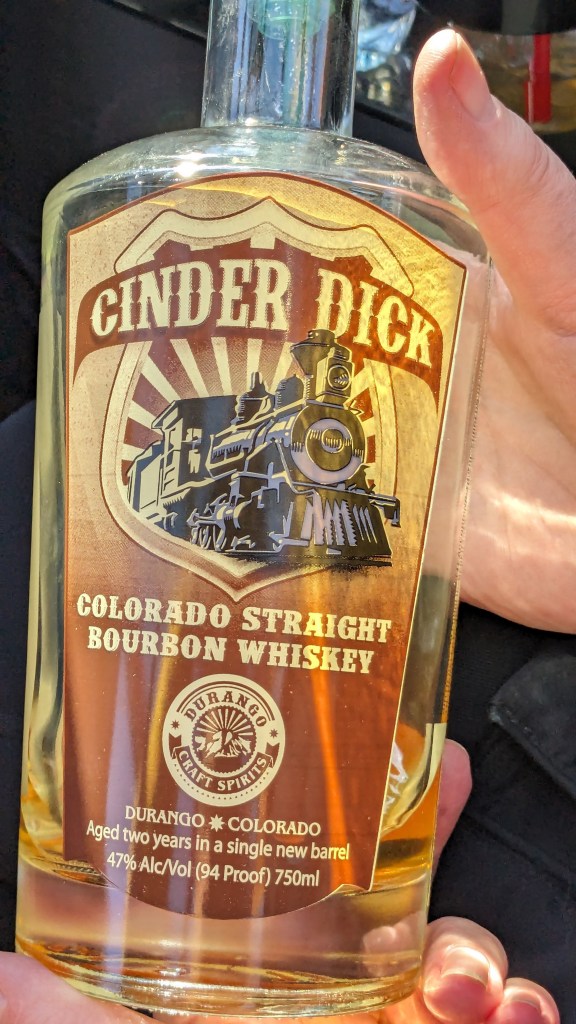 CINDER DICK
COLORADO STRAIGHT
BOURBON WHISKEY
DURANGO
CRAFT SPIRITS
DURANGO ✷ COLORADO
Aged two years in a single new barrel
47% Alc/Vol (94 Proof) 750ml